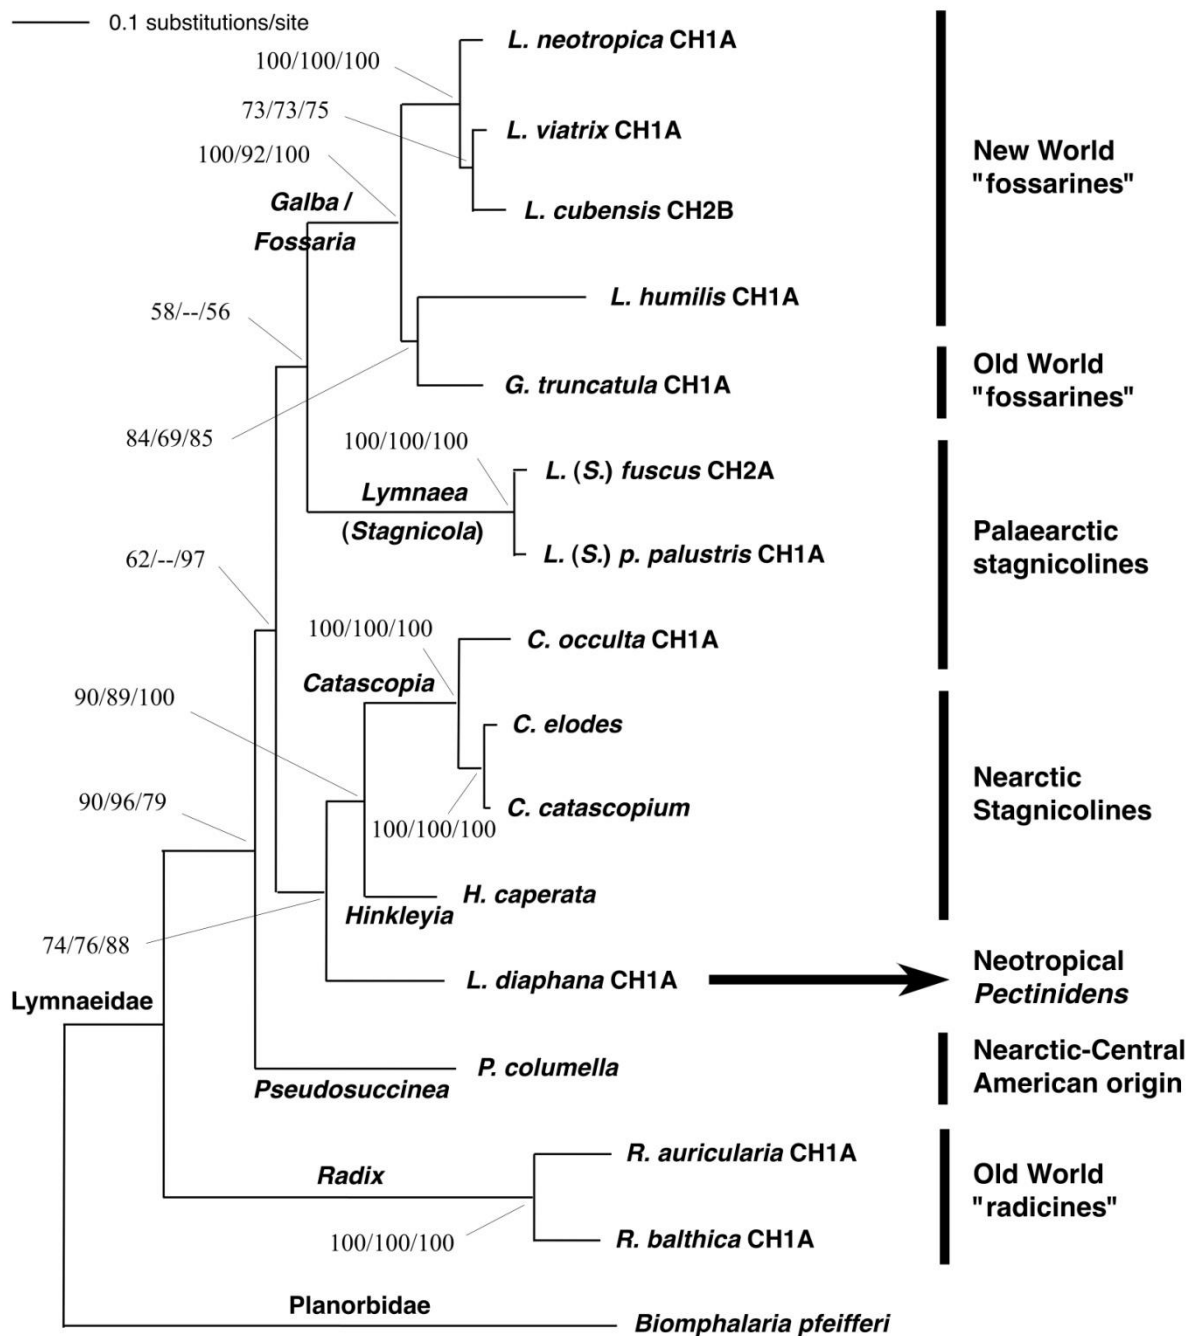 0.1 substitutions/site
L. neotropica CH1A
100/100/100
73/73/75
L. viatrix CH1A
New World
"fossarines"
100/92/100
Galba /
Fossaria
L. cubensis CH2B
L. humilis CH1A
58/--/56
Old World
"fossarines"
G. truncatula CH1A
84/69/85
100/100/100
L. (S.) fuscus CH2A
Lymnaea
(Stagnicola)
Palaearctic
stagnicolines
L. (S.) p. palustris CH1A
62/--/97
100/100/100
C. occulta CH1A
Catascopia
90/89/100
C. elodes
Nearctic
Stagnicolines
90/96/79
C. catascopium
100/100/100
H. caperata
Hinkleyia
74/76/88
L. diaphana CH1A
Neotropical
Pectinidens
Lymnaeidae
P. columella
Pseudosuccinea
Nearctic-Central
American origin
R. auricularia CH1A
Radix
Old World
"radicines"
100/100/100
R. balthica CH1A
Planorbidae
Biomphalaria pfeifferi